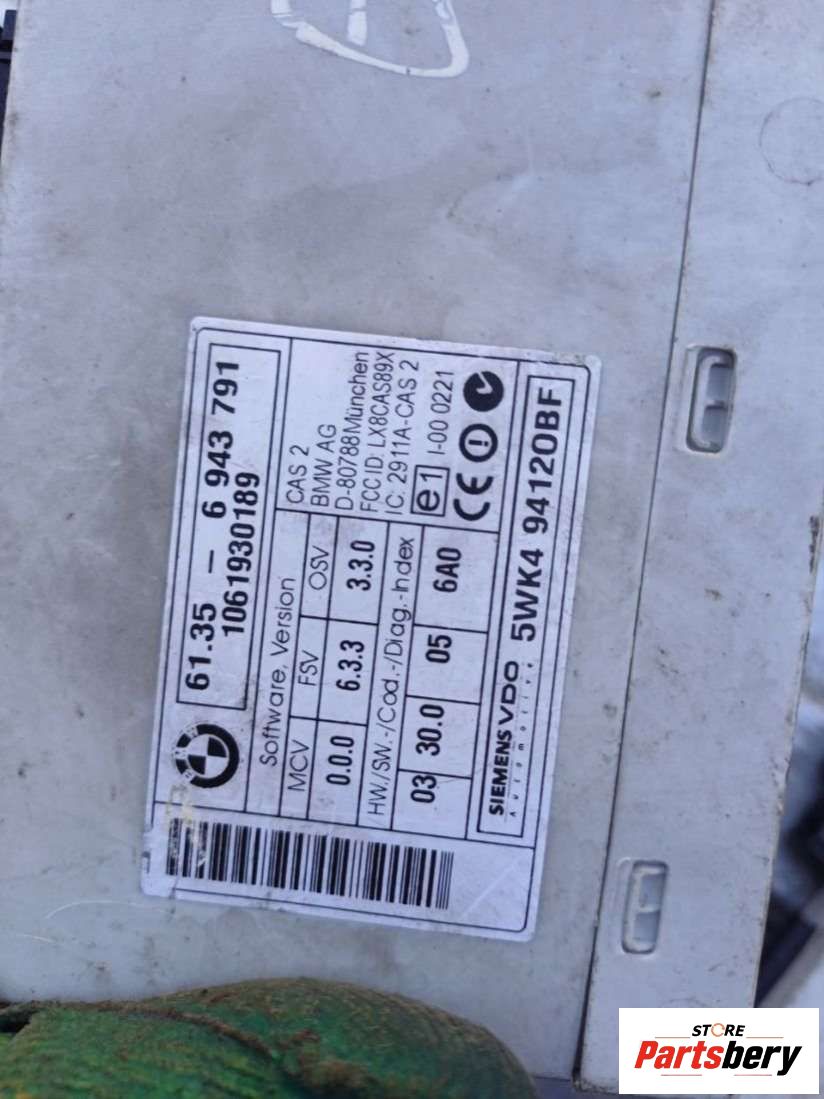 61.35 – 6 943 791
1061930189
Software, Version
MCV FSV OSV
0.0.0 6.3.3 3.3.0
HW./SW.-/Cod.-/Diag.-Index
03 30.0 05 6A0
CAS 2
BMW AG
D-80788 München
FCC ID: LX8CAS89X
IC: 2911A-CAS 2
e1 I-00 0221
CE
SIEMENS VDO 5WK4 94120BF
Automotive
STORE
Partsbery